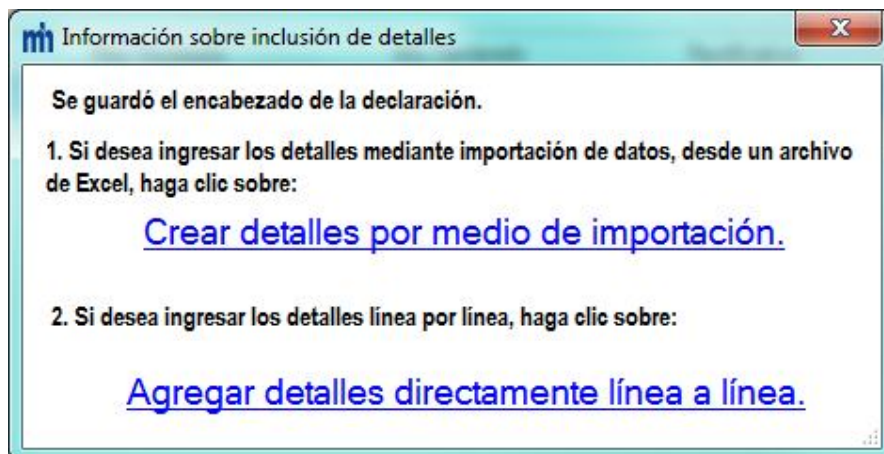 mh Información sobre inclusión de detalles
Se guardó el encabezado de la declaración.
1. Si desea ingresar los detalles mediante importación de datos, desde un archivo
de Excel, haga clic sobre:
Crear detalles por medio de importación.
2. Si desea ingresar los detalles línea por línea, haga clic sobre:
Agregar detalles directamente línea a línea.